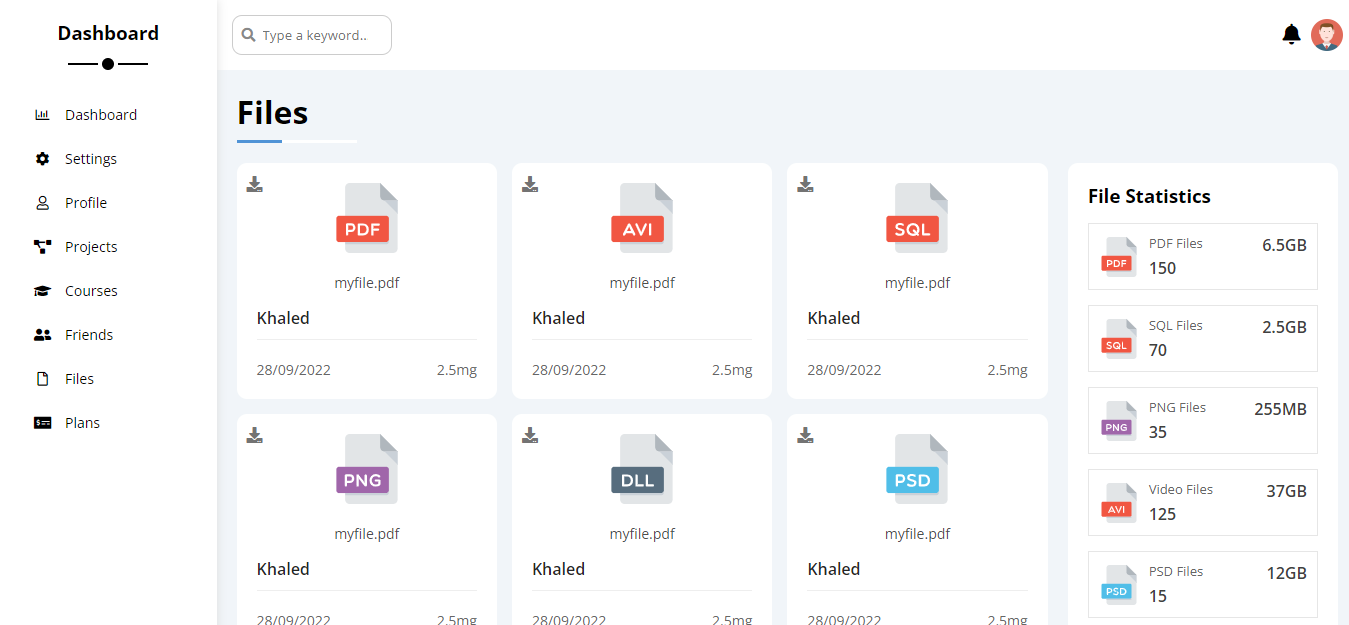 Dashboard
Type a keyword..
Dashboard
Settings
Profile
Projects
Courses
Friends
Files
Plans
Files
PDF
myfile.pdf
Khaled
28/09/2022 2.5mg
AVI
myfile.pdf
Khaled
28/09/2022 2.5mg
SQL
myfile.pdf
Khaled
28/09/2022 2.5mg
PNG
myfile.pdf
Khaled
28/09/2022 2.5mg
DLL
myfile.pdf
Khaled
28/09/2022 2.5mg
PSD
myfile.pdf
Khaled
28/09/2022 2.5mg
File Statistics
PDF
PDF Files 6.5GB
150
SQL
SQL Files 2.5GB
70
PNG
PNG Files 255MB
35
AVI
Video Files 37GB
125
PSD
PSD Files 12GB
15